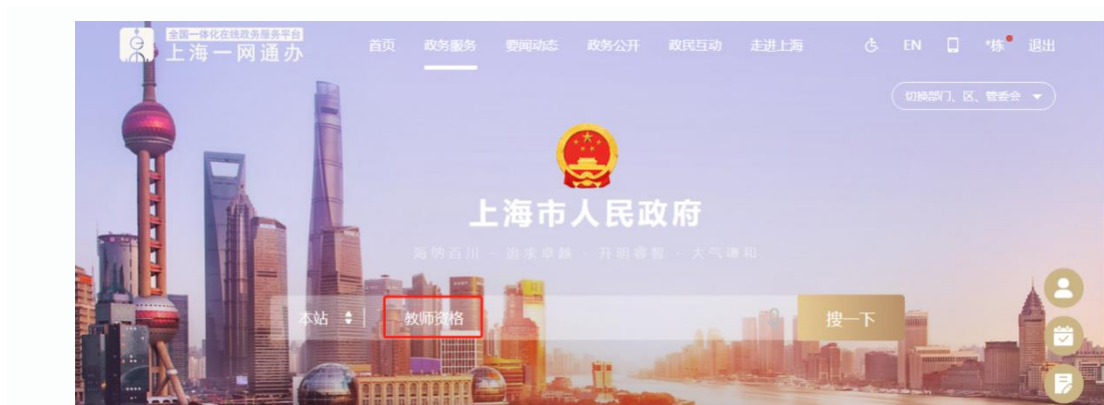 全国一体化在线政务服务平台
上海一网通办
首页 政务服务 要闻动态 政务公开 政民互动 走进上海 EN *栋 退出
切换部门、区、管委会
上海市人民政府
海纳百川 · 追求卓越 · 开明睿智 · 大气谦和
本站 教师资格 搜一下